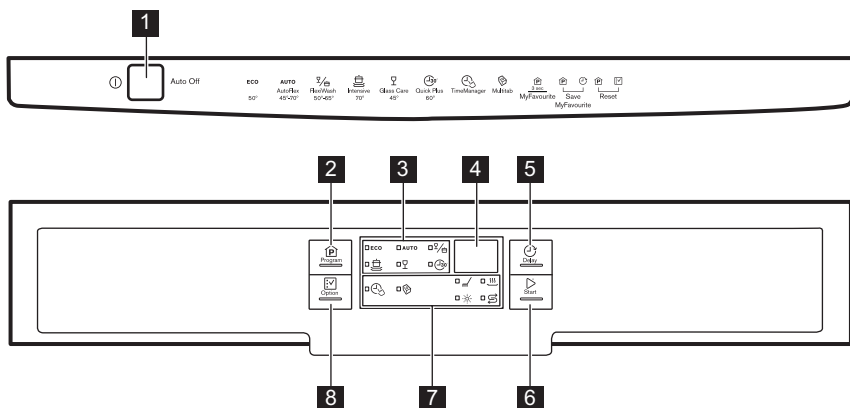 1
Auto Off
ECO
50°
AUTO
AutoFlex
45°-70°
FlexiWash
50°-65°
Intensive
70°
Glass Care
45°
30'
Quick Plus
60°
TimeManager
Multitab
P
3 sec.
MyFavourite
P
Save
MyFavourite
P
Reset
2
3
4
5
P
Program
ECO
AUTO
30'
Delay
Option
Start
8
7
6